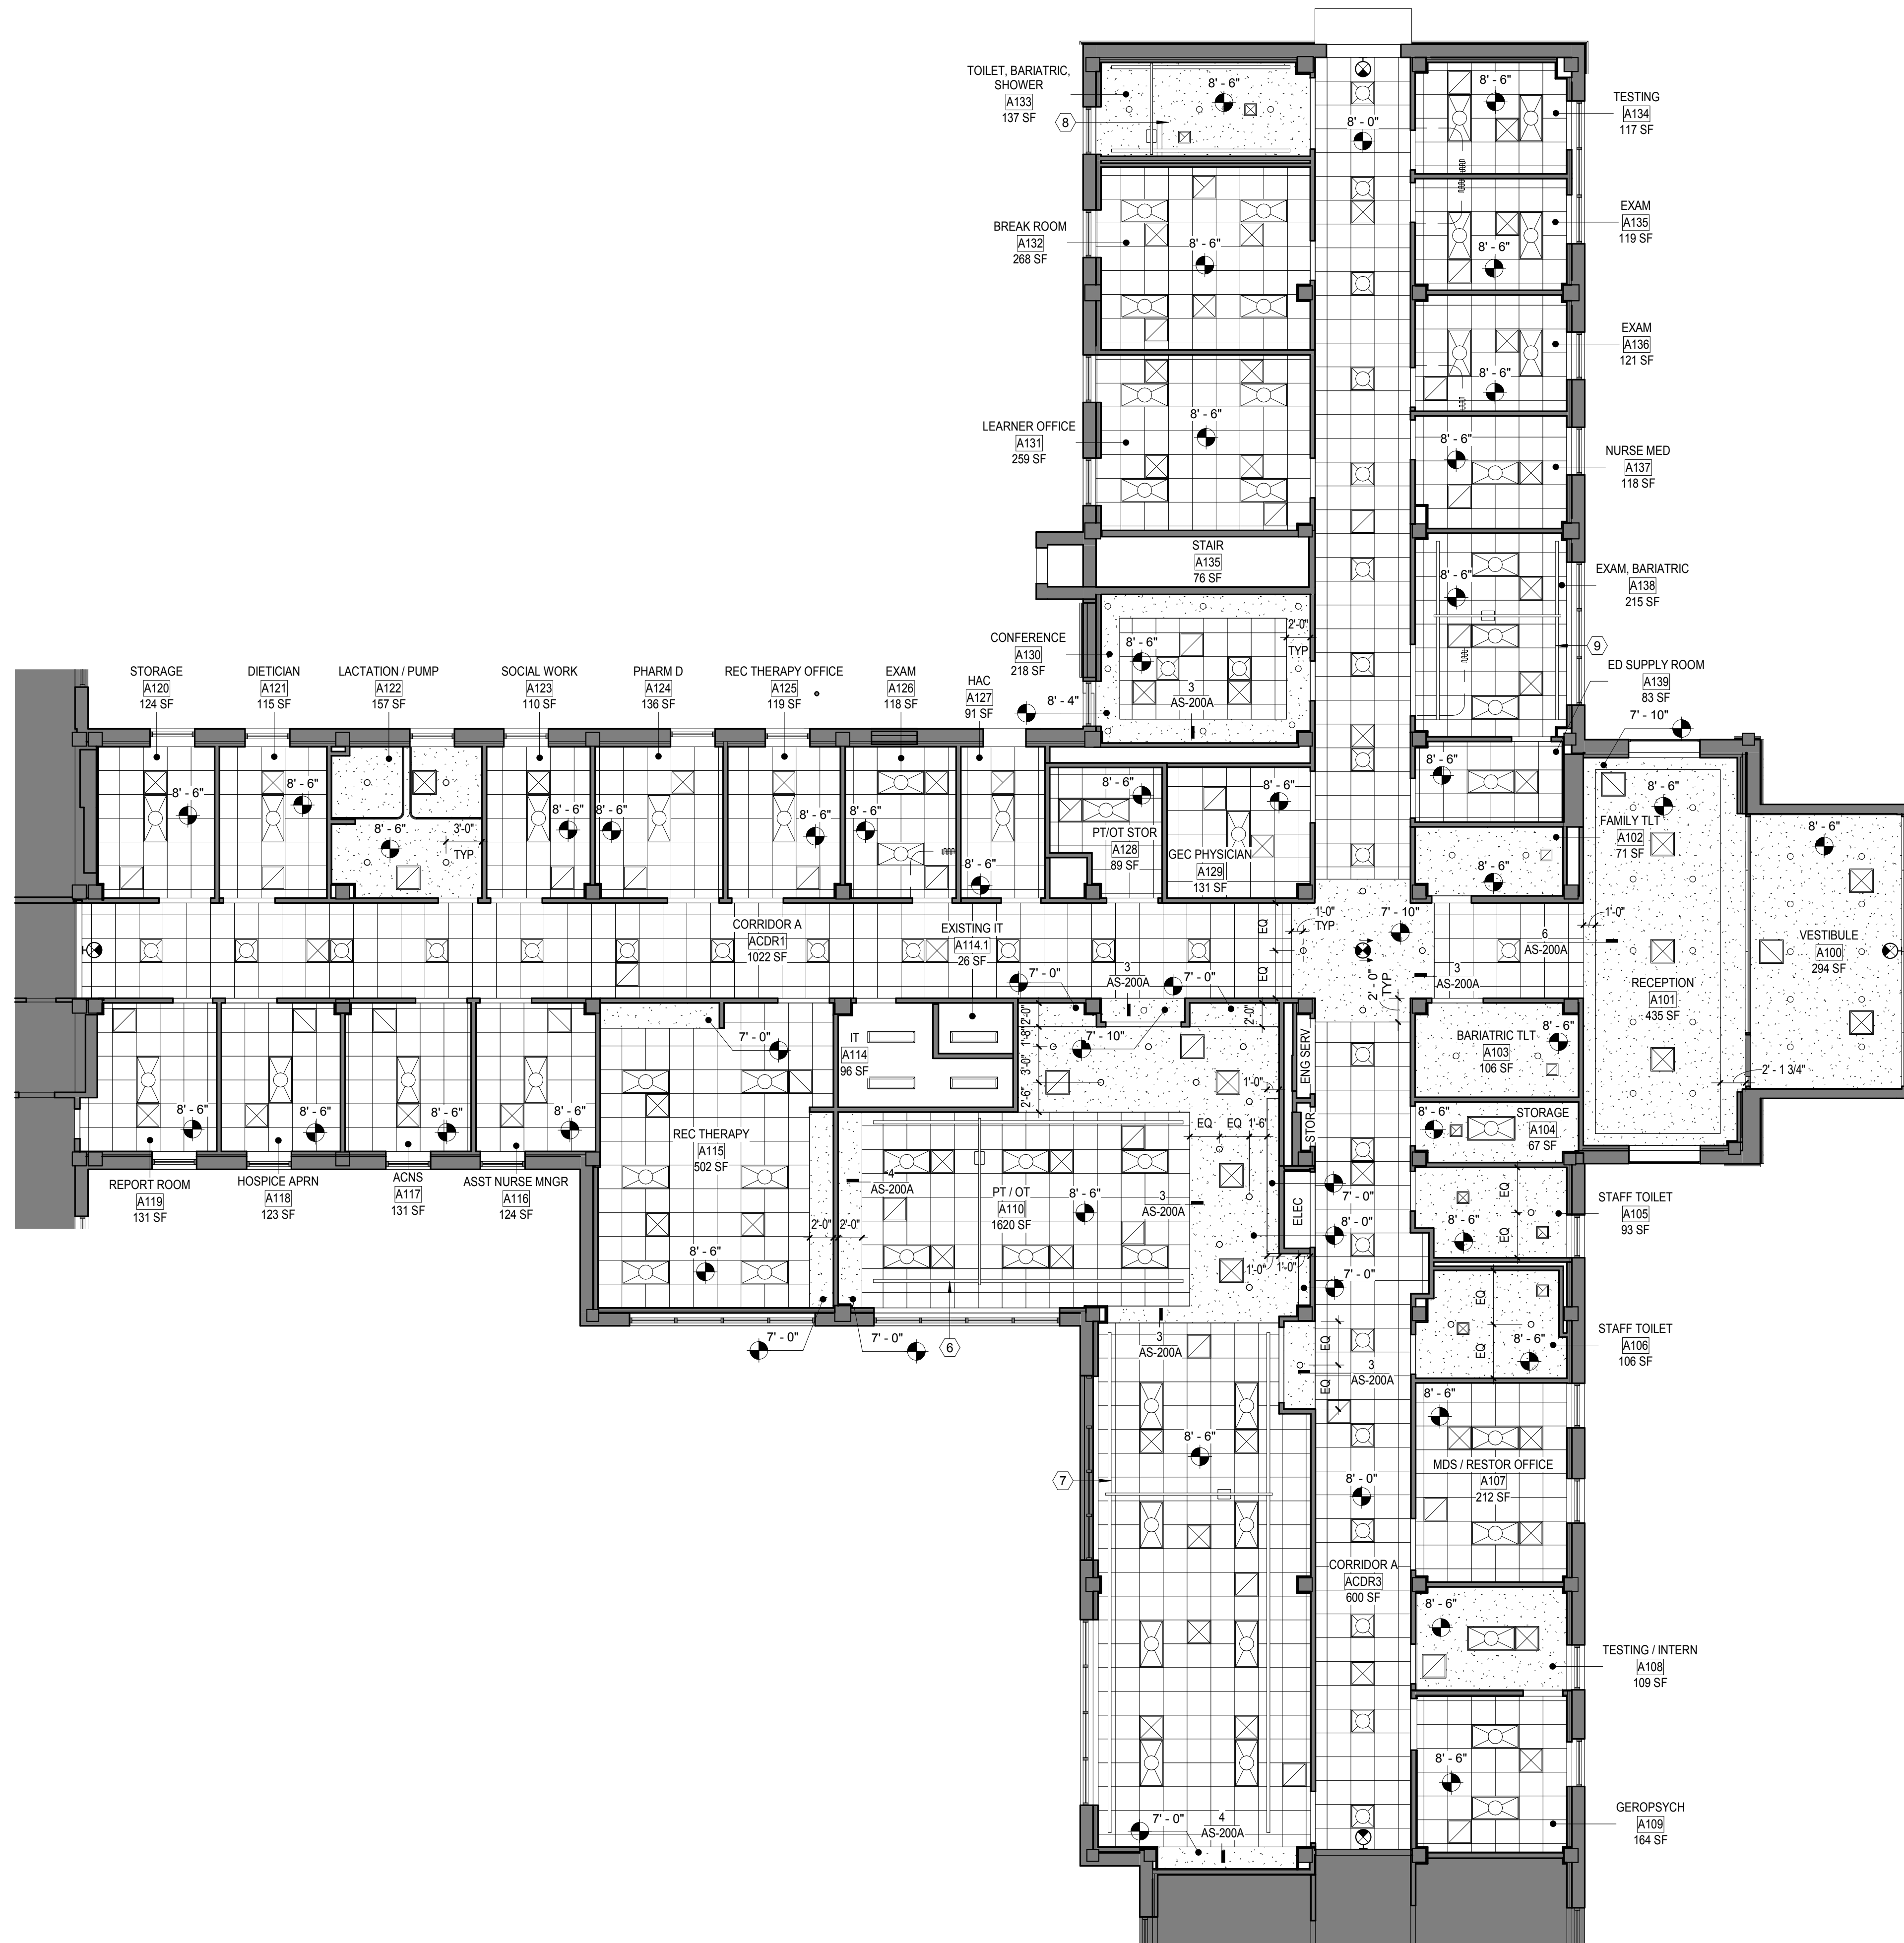 TOILET, BARIATRIC,
SHOWER
A133
137 SF
8
8' - 6"
8' - 0"
8' - 6"
TESTING
A134
117 SF
BREAK ROOM
A132
268 SF
8' - 6"
8' - 6"
EXAM
A135
119 SF
8' - 6"
EXAM
A136
121 SF
LEARNER OFFICE
A131
259 SF
8' - 6"
8' - 6"
NURSE MED
A137
118 SF
STAIR
A135
76 SF
8' - 6"
EXAM, BARIATRIC
A138
215 SF
9
CONFERENCE
A130
218 SF
8' - 6"
2'-0"
TYP
3
AS-200A
8' - 4"
ED SUPPLY ROOM
A139
83 SF
7' - 10"
8' - 6"
STORAGE
A120
124 SF
DIETICIAN
A121
115 SF
LACTATION / PUMP
A122
157 SF
SOCIAL WORK
A123
110 SF
PHARM D
A124
136 SF
REC THERAPY OFFICE
A125
119 SF
EXAM
A126
118 SF
HAC
A127
91 SF
8' - 6"
8' - 6"
8' - 6"
3'-0"
TYP
8' - 6"
8' - 6"
8' - 6"
8' - 6"
8' - 6"
8' - 6"
PT/OT STOR
A128
89 SF
8' - 6"
GEC PHYSICIAN
A129
131 SF
8' - 6"
FAMILY TLT
A102
71 SF
8' - 6"
8' - 6"
CORRIDOR A
ACDR1
1022 SF
EXISTING IT
A114.1
26 SF
EQ
EQ
1'-0"
TYP
7' - 10"
2' - 0"
TYP
6
AS-200A
3
AS-200A
1'-0"
RECEPTION
A101
435 SF
VESTIBULE
A100
294 SF
2' - 1 3/4"
7' - 0"
3
AS-200A
7' - 0"
7' - 10"
2'-0"
1'-8"
3'-0"
2'-6"
2'-0"
1'-0"
IT
A114
96 SF
7' - 0"
ENG SERV
STOR
ELEC
BARIATRIC TLT
A103
106 SF
8' - 6"
8' - 6"
STORAGE
A104
67 SF
8' - 6"
8' - 6"
8' - 6"
8' - 6"
REPORT ROOM
A119
131 SF
HOSPICE APRN
A118
123 SF
ACNS
A117
131 SF
ASST NURSE MNGR
A116
124 SF
REC THERAPY
A115
502 SF
8' - 6"
2'-0"
2'-0"
4
AS-200A
PT / OT
A110
1620 SF
8' - 6"
EQ
EQ
1'-6"
3
AS-200A
1'-0"
1'-0"
7' - 0"
8' - 0"
7' - 0"
8' - 6"
EQ
EQ
STAFF TOILET
A105
93 SF
7' - 0"
7' - 0"
6
3
AS-200A
EQ
EQ
3
AS-200A
EQ
EQ
8' - 6"
STAFF TOILET
A106
106 SF
7
8' - 6"
8' - 0"
8' - 6"
MDS / RESTOR OFFICE
A107
212 SF
CORRIDOR A
ACDR3
600 SF
8' - 6"
TESTING / INTERN
A108
109 SF
8' - 6"
GEROPSYCH
A109
164 SF
7' - 0"
4
AS-200A